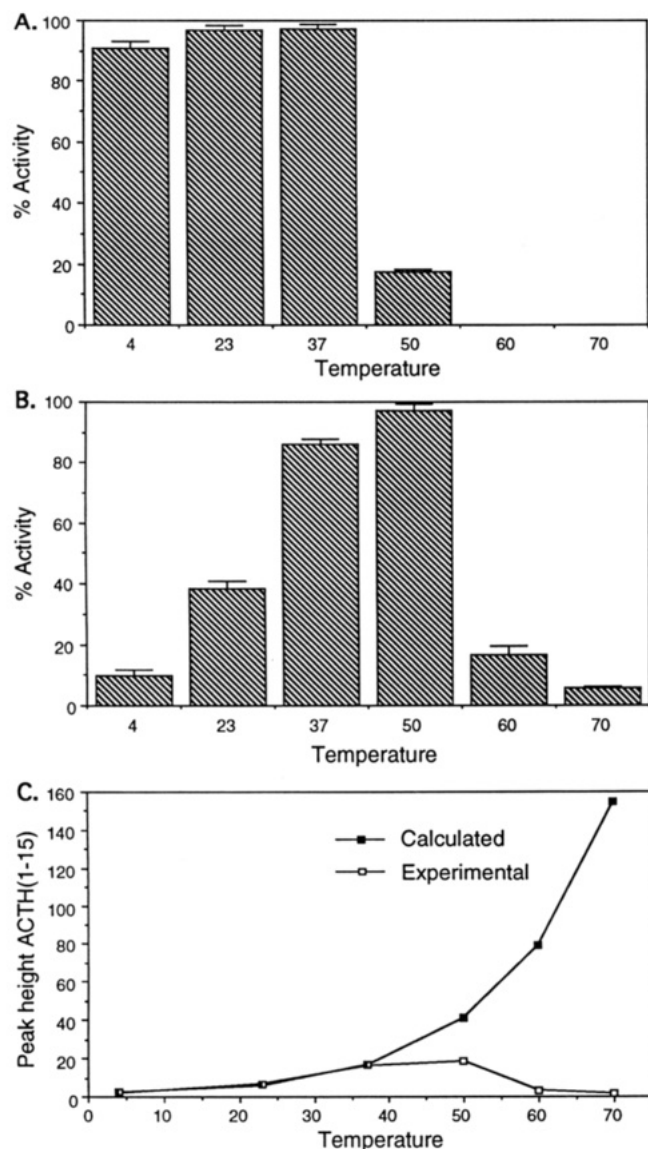 A.
100
80
60
40
20
0
% Activity
4 23 37 50 60 70
Temperature
B.
100
80
60
40
20
0
% Activity
4 23 37 50 60 70
Temperature
C.
160
140
120
100
80
60
40
20
0
Peak height ACTH(1-15)
Calculated
Experimental
0 10 20 30 40 50 60 70
Temperature